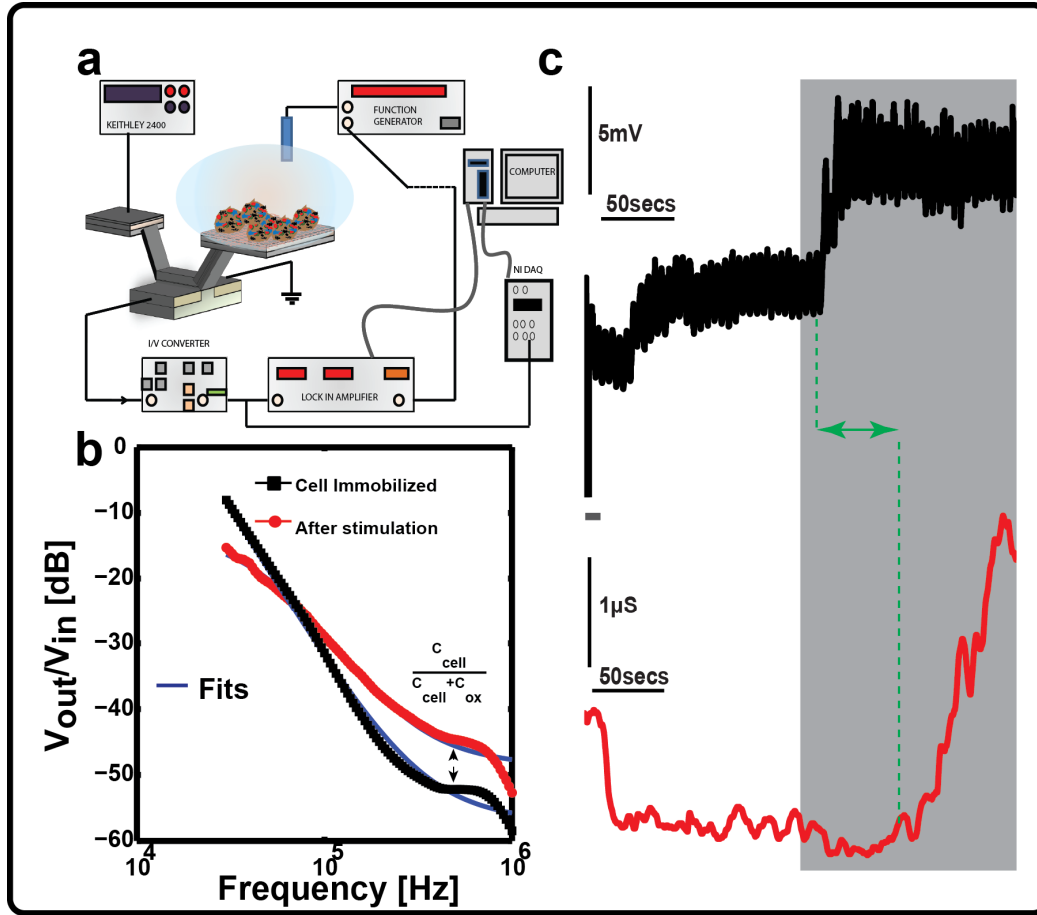 a
KEITHLEY 2400
FUNCTION
GENERATOR
COMPUTER
NI DAQ
I/V CONVERTER
LOCK IN AMPLIFIER
b
Vout/Vin [dB]
0
−10
−20
−30
−40
−50
−60
Cell Immobilized
After stimulation
Fits
C cell
C cell +C ox
10^4
10^5
10^6
Frequency [Hz]
c
5mV
50secs
1µS
50secs